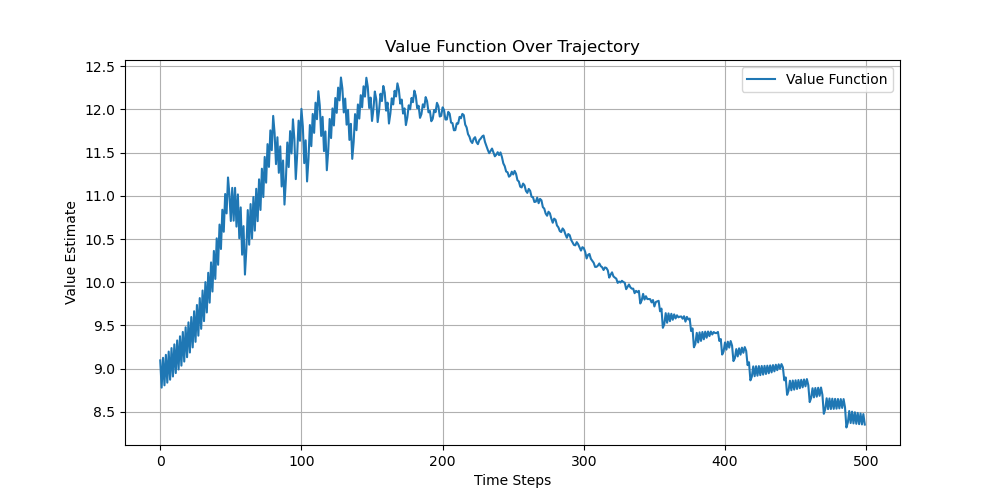 Value Function Over Trajectory
Value Function
12.5
12.0
11.5
11.0
10.5
10.0
9.5
9.0
8.5
Value Estimate
0 100 200 300 400 500
Time Steps